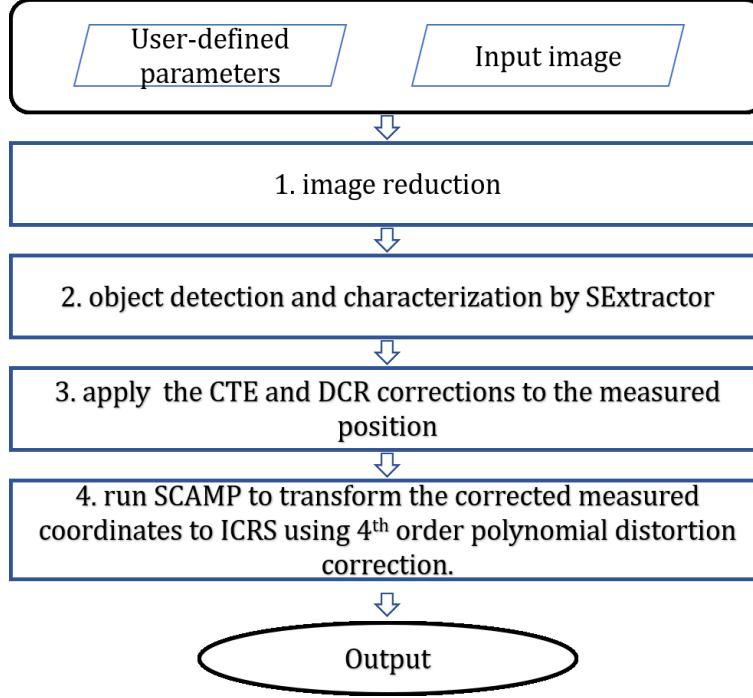 User-defined
parameters
Input image
1. image reduction
2. object detection and characterization by SExtractor
3. apply the CTE and DCR corrections to the measured
position
4. run SCAMP to transform the corrected measured
coordinates to ICRS using 4th order polynomial distortion
correction.
Output